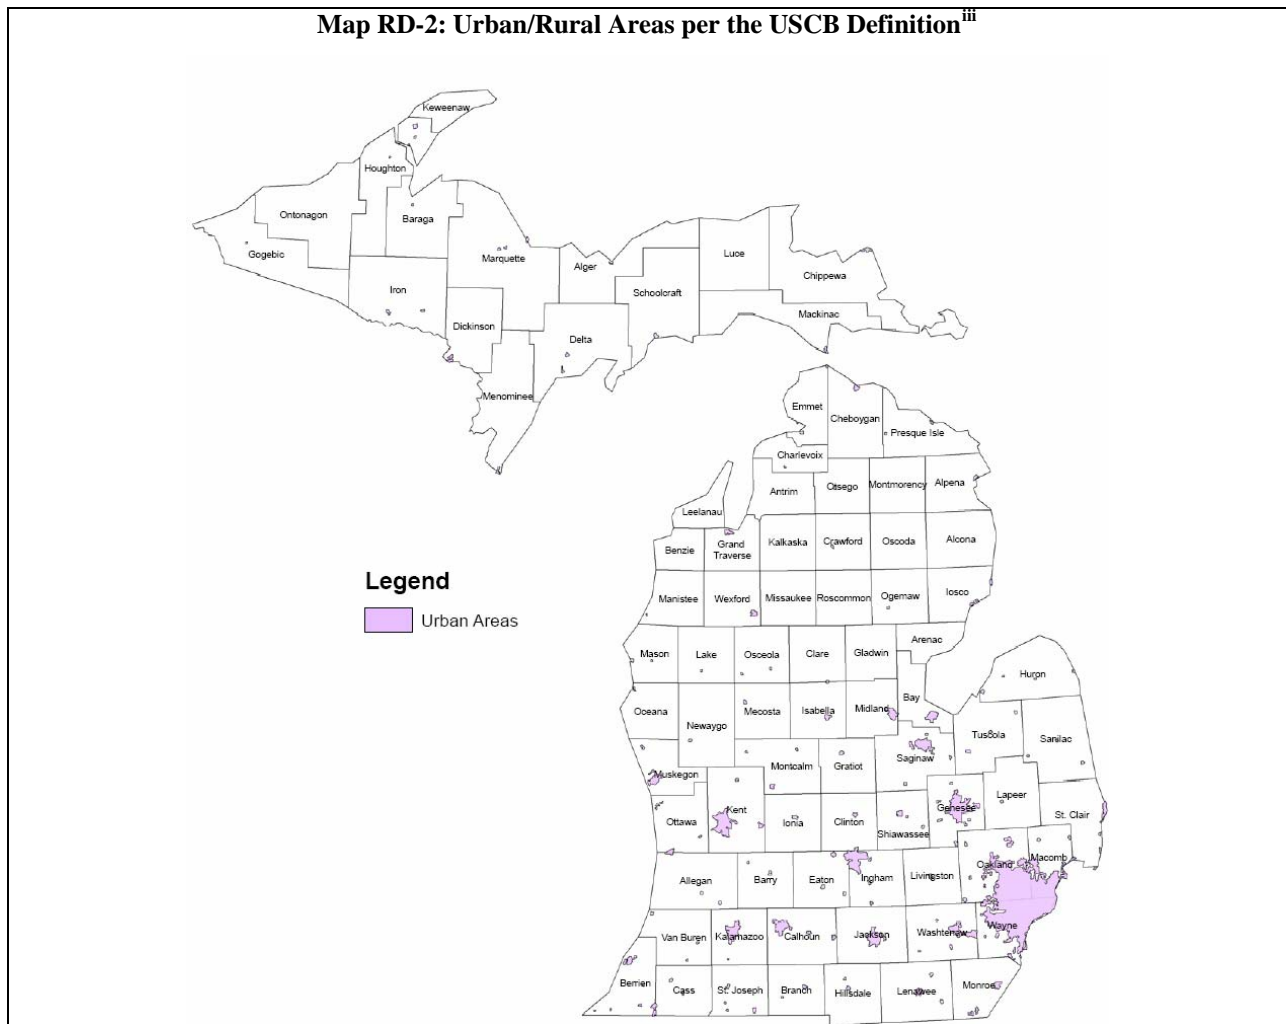 Map RD-2: Urban/Rural Areas per the USCB Definitioniii
Keweenaw
Houghton
Ontonagon
Baraga
Gogebic
Marquette
Alger
Luce
Chippewa
Iron
Schoolcraft
Mackinac
Dickinson
Delta
Menominee
Emmet
Cheboygan
Presque Isle
Charlevoix
Antrim
Otsego
Montmorency
Alpena
Leelanau
Benzie
Grand
Traverse
Kalkaska
Crawford
Oscoda
Alcona
Legend
Urban Areas
Manistee
Wexford
Missaukee
Roscommon
Ogemaw
Iosco
Arenac
Mason
Lake
Osceola
Clare
Gladwin
Huron
Bay
Oceana
Newaygo
Mecosta
Isabella
Midland
Tuscola
Sanilac
Saginaw
Muskegon
Montcalm
Gratiot
Lapeer
Genesee
St. Clair
Ottawa
Kent
Ionia
Clinton
Shiawassee
Oakland
Macomb
Allegan
Barry
Eaton
Ingham
Livingston
Van Buren
Kalamazoo
Calhoun
Jackson
Washtenaw
Wayne
Berrien
Cass
St. Joseph
Branch
Hillsdale
Lenawee
Monroe